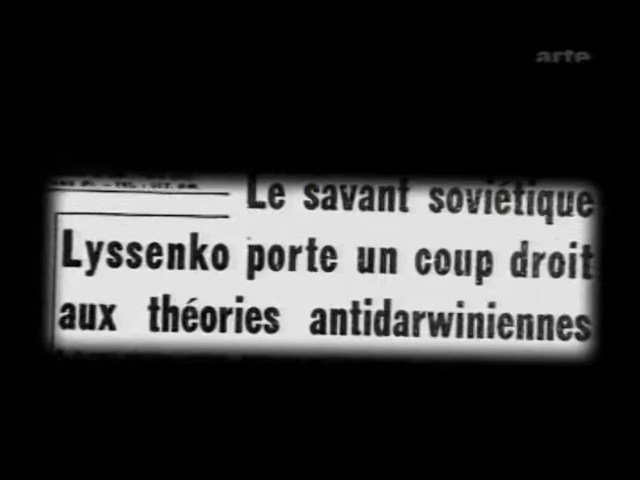 arte
Le savant soviétique
Lyssenko porte un coup droit
aux théories antidarwiniennes